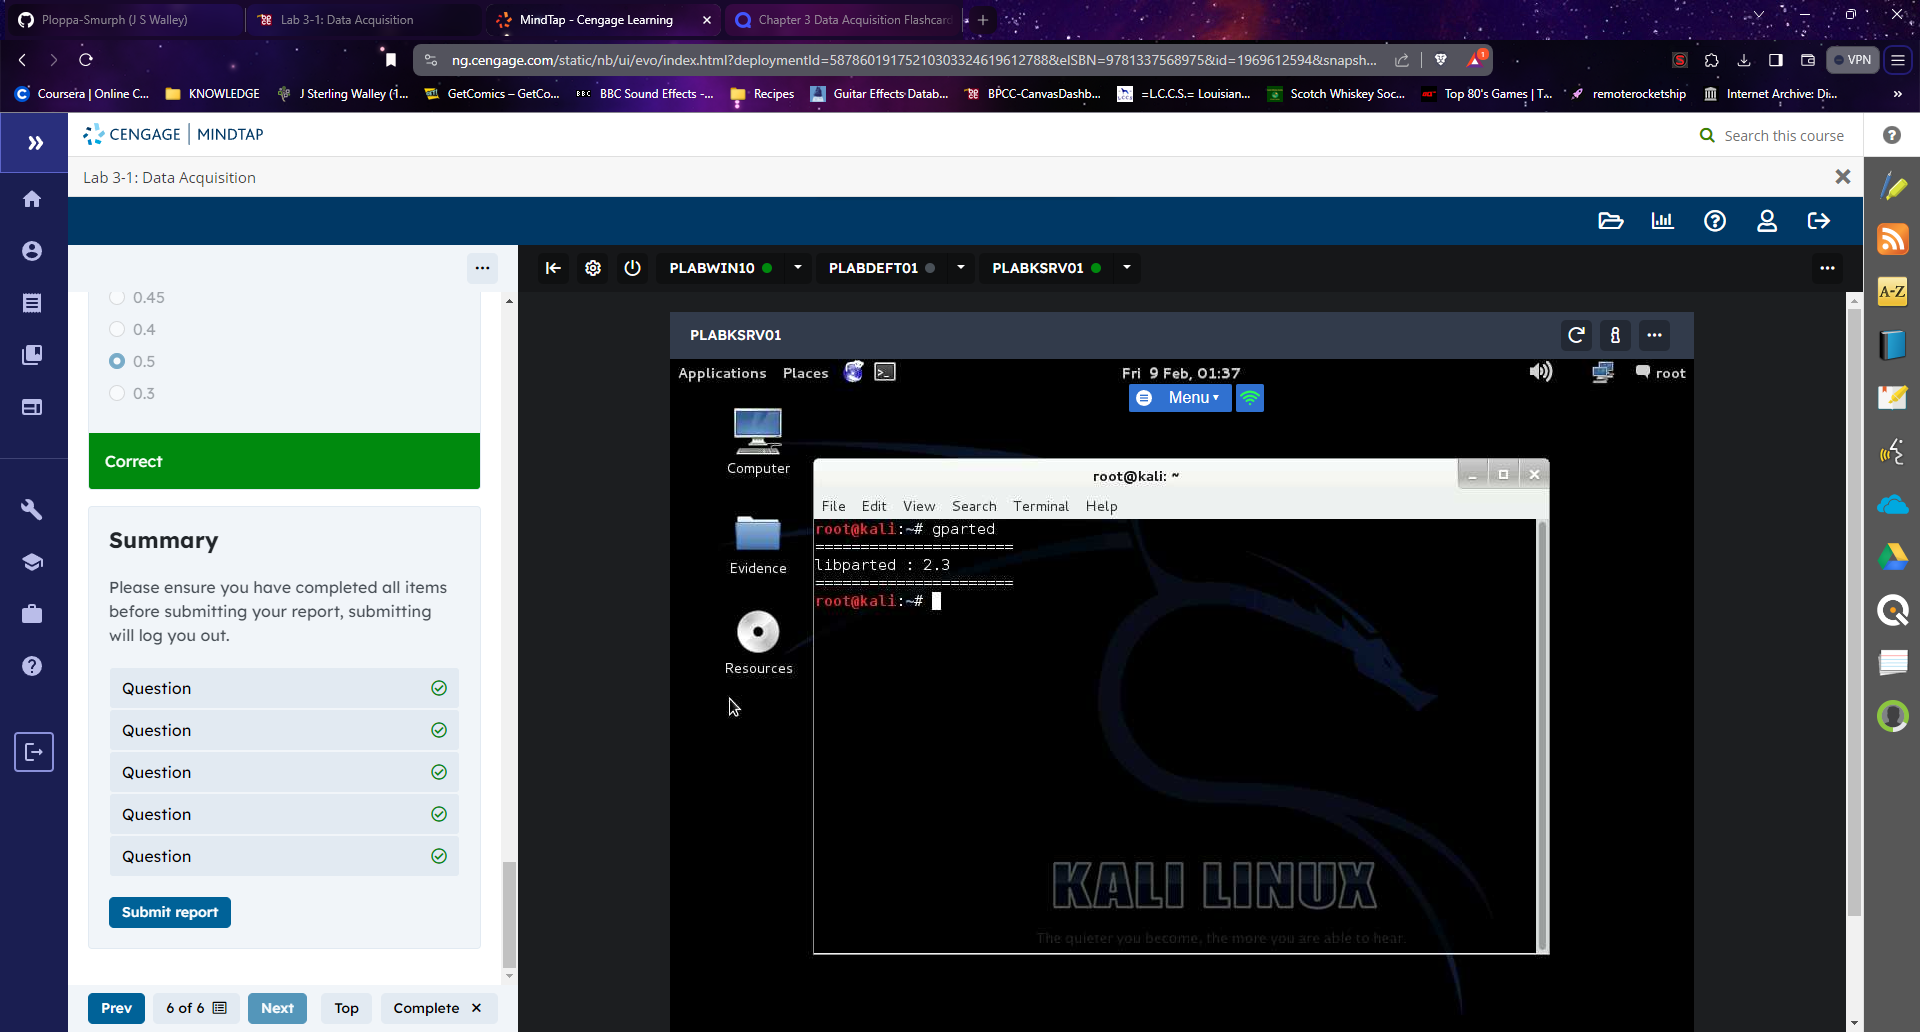 Ploppa-Smurph (J S Walley)
Lab 3-1: Data Acquisition
MindTap - Cengage Learning
Chapter 3 Data Acquisition Flashcar
ng.cengage.com/static/nb/ui/evo/index.html?deploymentId=58786019175210303324619612788&eISBN=9781337568975&id=1969612594&snapsh...
1
VPN
Coursera | Online C...
KNOWLEDGE
J Sterling Walley (1...
GetComics – GetCo...
BBC Sound Effects -...
Recipes
Guitar Effects Datab...
BPCC-CanvasDashb...
=L.C.C.S.= Louisian...
Scotch Whiskey Soc...
Top 80's Games | T...
remoterocketship
Internet Archive: Di...
CENGAGE | MINDTAP
Search this course
Lab 3-1: Data Acquisition
A-Z
PLABWIN10
PLABDEFT01
PLABKSRV01
0.45
0.4
0.5
0.3
Correct
Summary
Please ensure you have completed all items
before submitting your report, submitting
will log you out.
Question
Question
Question
Question
Question
Submit report
Prev
6 of 6
Next
Top
Complete
PLABKSRV01
Applications
Places
Fri 9 Feb, 01:37
root
Menu
Computer
Evidence
Resources
root@kali: ~
File
Edit
View
Search
Terminal
Help
root@kali:~# gparted
======================
libparted : 2.3
======================
root@kali:~#
KALI LINUX
The quieter you become, the more you are able to hear.